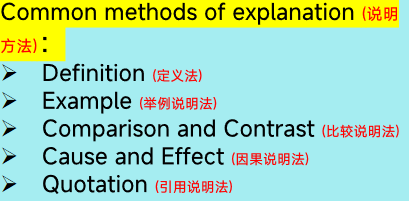 Common methods of explanation (说明
方法)：
➢ Definition (定义法)
➢ Example (举例说明法)
➢ Comparison and Contrast (比较说明法)
➢ Cause and Effect (因果说明法)
➢ Quotation (引用说明法)